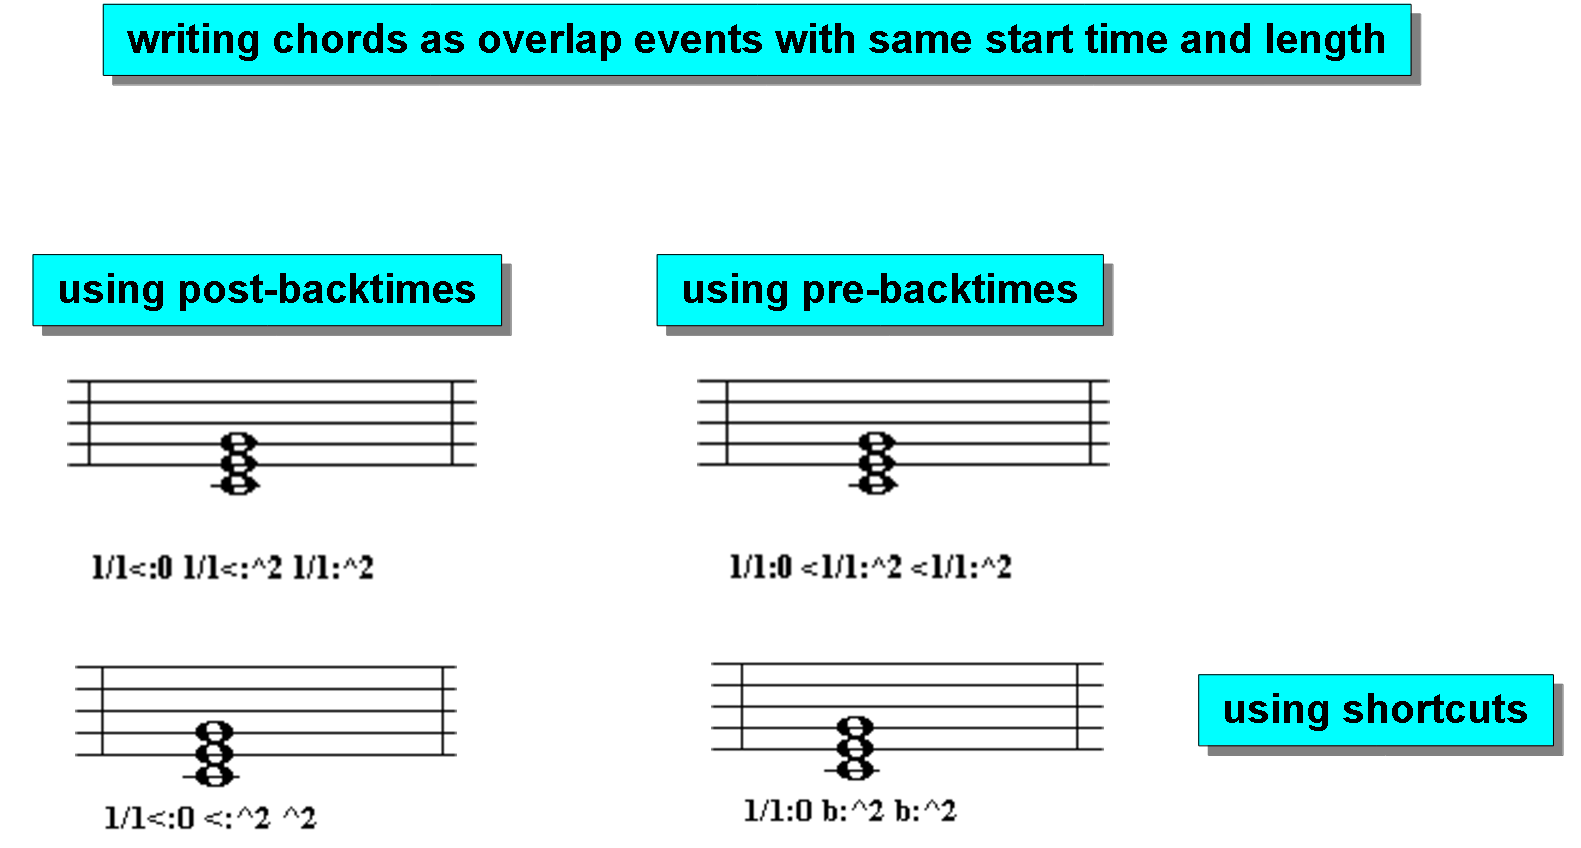 writing chords as overlap events with same start time and length
using post-backtimes
using pre-backtimes
1/1<:0 1/1<:^2 1/1:^2
1/1:0 <1/1:^2 <1/1:^2
using shortcuts
1/1<:0 <:^2 ^2
1/1:0 b:^2 b:^2